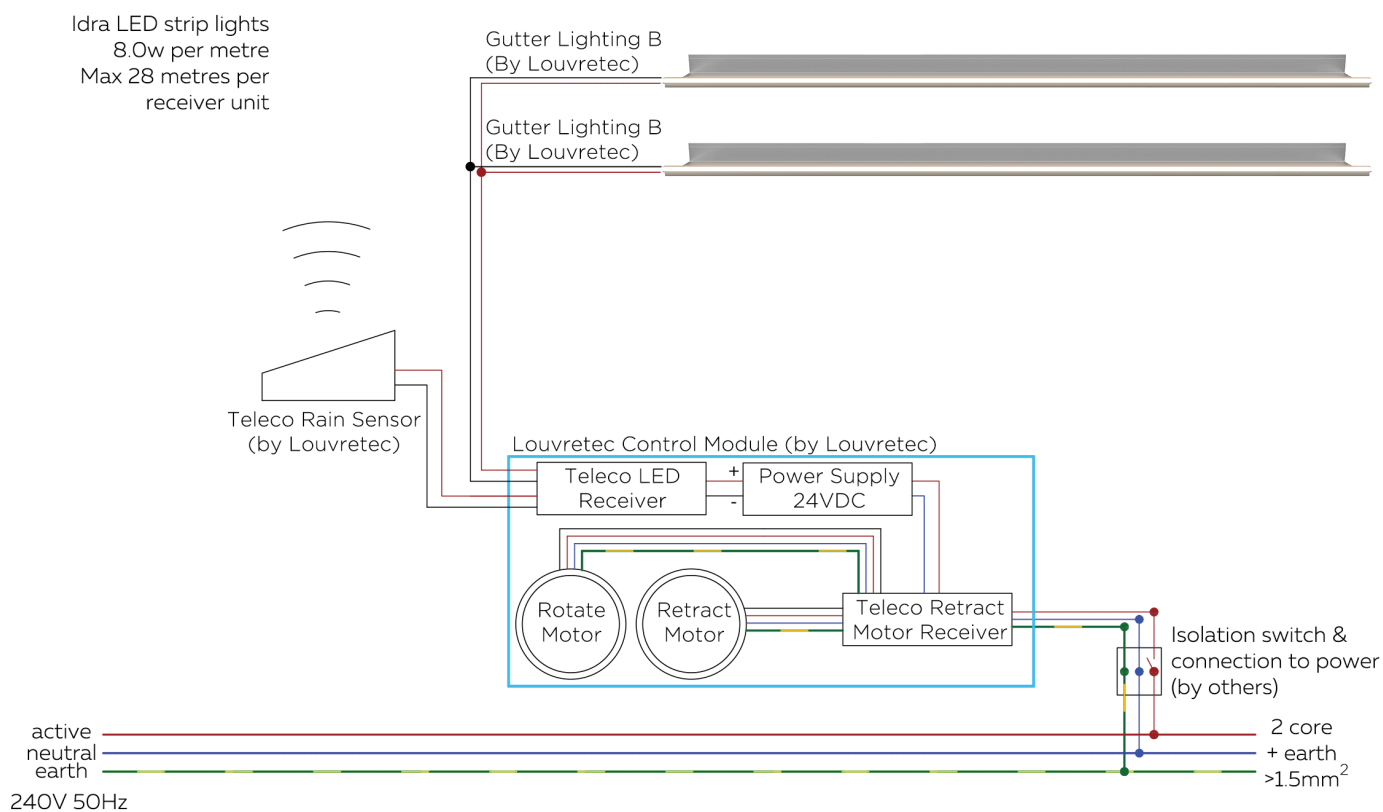 Idra LED strip lights
8.0w per metre
Max 28 metres per
receiver unit
Gutter Lighting B
(By Louvretec)
Gutter Lighting B
(By Louvretec)
Teleco Rain Sensor
(by Louvretec)
Louvretec Control Module (by Louvretec)
Teleco LED
Receiver
+
-
Power Supply
24VDC
Rotate
Motor
Retract
Motor
Teleco Retract
Motor Receiver
Isolation switch &
connection to power
(by others)
active
neutral
earth
240V 50Hz
2 core
+ earth
>1.5mm²